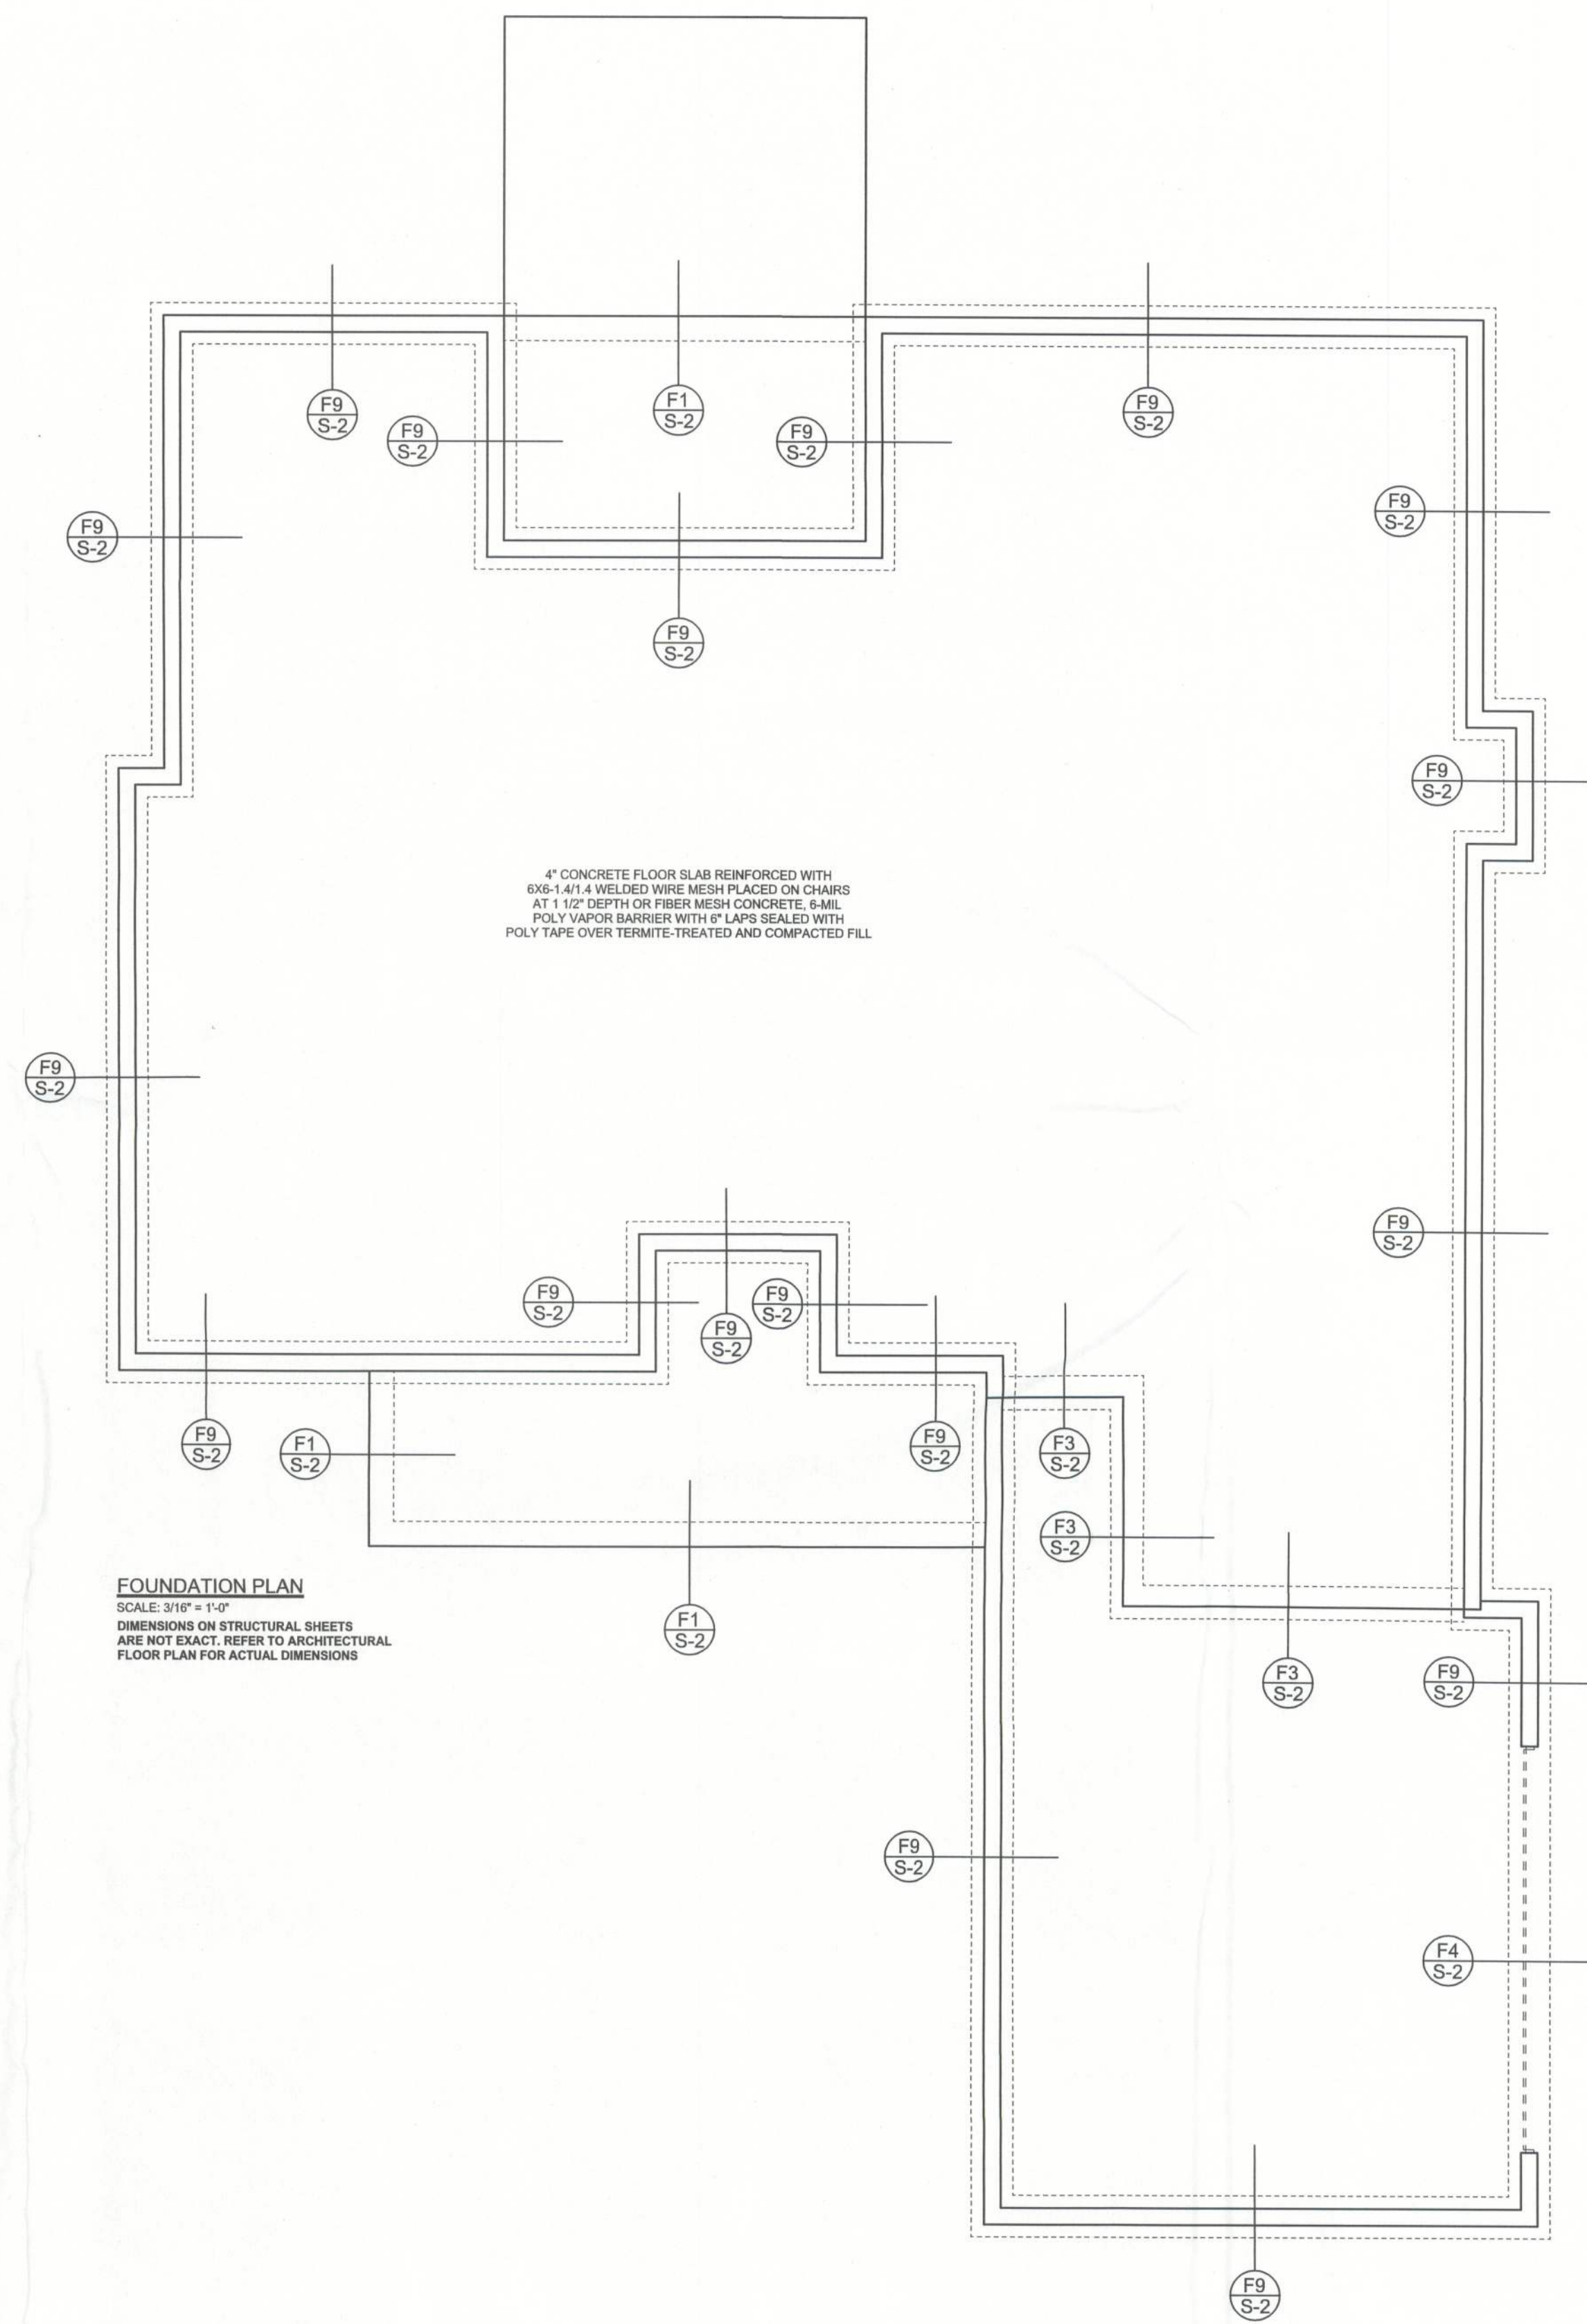 F9
S-2
F1
S-2
F9
S-2
F9
S-2
F9
S-2
F9
S-2
F9
S-2
F9
S-2
F9
S-2
4" CONCRETE FLOOR SLAB REINFORCED WITH
6X6-1.4/1.4 WELDED WIRE MESH PLACED ON CHAIRS
AT 1 1/2" DEPTH OR FIBER MESH CONCRETE, 6-MIL
POLY VAPOR BARRIER WITH 6" LAPS SEALED WITH
POLY TAPE OVER TERMITE-TREATED AND COMPACTED FILL
F9
S-2
F9
S-2
F9
S-2
F9
S-2
F9
S-2
F9
S-2
F1
S-2
F9
S-2
F3
S-2
F3
S-2
FOUNDATION PLAN
SCALE: 3/16" = 1'-0"
DIMENSIONS ON STRUCTURAL SHEETS
ARE NOT EXACT. REFER TO ARCHITECTURAL
FLOOR PLAN FOR ACTUAL DIMENSIONS
F1
S-2
F3
S-2
F9
S-2
F9
S-2
F4
S-2
F9
S-2